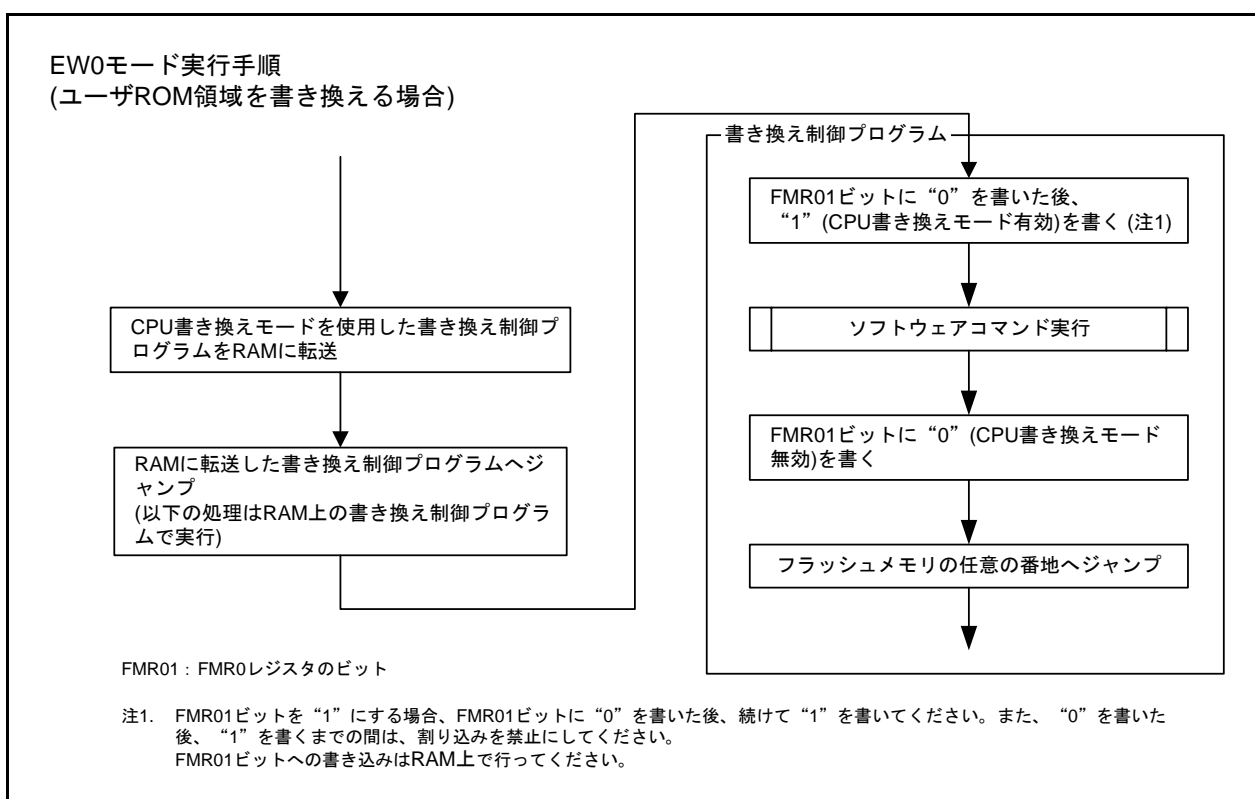 EW0モード実行手順
(ユーザROM領域を書き換える場合)
CPU書き換えモードを使用した書き換え制御プ
ログラムをRAMに転送
RAMに転送した書き換え制御プログラムへジ
ャンプ
(以下の処理はRAM上の書き換え制御プログラ
ムで実行)
書き換え制御プログラム
FMR01ビットに“0”を書いた後、
“1”(CPU書き換えモード有効)を書く (注1)
ソフトウェアコマンド実行
FMR01ビットに“0”(CPU書き換えモード
無効)を書く
フラッシュメモリの任意の番地へジャンプ
FMR01：FMR0レジスタのビット
注1. FMR01ビットを“1”にする場合、FMR01ビットに“0”を書いた後、続けて“1”を書いてください。また、“0”を書いた
後、“1”を書くまでの間は、割り込みを禁止にしてください。
FMR01ビットへの書き込みはRAM上で行ってください。